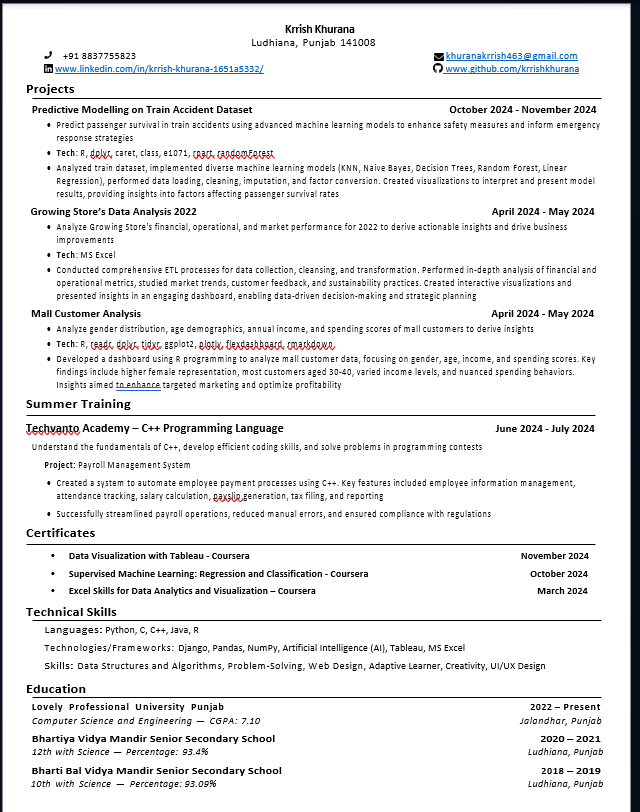 Krrish Khurana
Ludhiana, Punjab 141008
+91 8837755823 khuranakrrish463@gmail.com
www.linkedin.com/in/krrish-khurana-1651a5332/ www.github.com/krrishkhurana
Projects
Predictive Modelling on Train Accident Dataset October 2024 - November 2024
• Predict passenger survival in train accidents using advanced machine learning models to enhance safety measures and inform emergency
response strategies
• Tech: R, dplyr, caret, class, e1071, rpart, randomForest
• Analyzed train dataset, implemented diverse machine learning models (KNN, Naive Bayes, Decision Trees, Random Forest, Linear
Regression), performed data loading, cleaning, imputation, and factor conversion. Created visualizations to interpret and present model
results, providing insights into factors affecting passenger survival rates
Growing Store's Data Analysis 2022 April 2024 - May 2024
• Analyze Growing Store's financial, operational, and market performance for 2022 to derive actionable insights and drive business
improvements
• Tech: MS Excel
• Conducted comprehensive ETL processes for data collection, cleansing, and transformation. Performed in-depth analysis of financial and
operational metrics, studied market trends, customer feedback, and sustainability practices. Created interactive visualizations and
presented insights in an engaging dashboard, enabling data-driven decision-making and strategic planning
Mall Customer Analysis April 2024 - May 2024
• Analyze gender distribution, age demographics, annual income, and spending scores of mall customers to derive insights
• Tech: R, readr, dplyr, tidyr, ggplot2, plotly, flexdashboard, rmarkdown.
• Developed a dashboard using R programming to analyze mall customer data, focusing on gender, age, income, and spending scores. Key
findings include higher female representation, most customers aged 30-40, varied income levels, and nuanced spending behaviors.
Insights aimed to enhance targeted marketing and optimize profitability
Summer Training
Techvanto Academy – C++ Programming Language June 2024 - July 2024
Understand the fundamentals of C++, develop efficient coding skills, and solve problems in programming contests
Project: Payroll Management System
• Created a system to automate employee payment processes using C++. Key features included employee information management,
attendance tracking, salary calculation, payslip generation, tax filing, and reporting
• Successfully streamlined payroll operations, reduced manual errors, and ensured compliance with regulations
Certificates
• Data Visualization with Tableau - Coursera November 2024
• Supervised Machine Learning: Regression and Classification - Coursera October 2024
• Excel Skills for Data Analytics and Visualization – Coursera March 2024
Technical Skills
Languages: Python, C, C++, Java, R
Technologies/Frameworks: Django, Pandas, NumPy, Artificial Intelligence (AI), Tableau, MS Excel
Skills: Data Structures and Algorithms, Problem-Solving, Web Design, Adaptive Learner, Creativity, UI/UX Design
Education
Lovely Professional University Punjab 2022 – Present
Computer Science and Engineering — CGPA: 7.10 Jalandhar, Punjab
Bhartiya Vidya Mandir Senior Secondary School 2020 – 2021
12th with Science — Percentage: 93.4% Ludhiana, Punjab
Bharti Bal Vidya Mandir Senior Secondary School 2018 – 2019
10th with Science — Percentage: 93.09% Ludhiana, Punjab